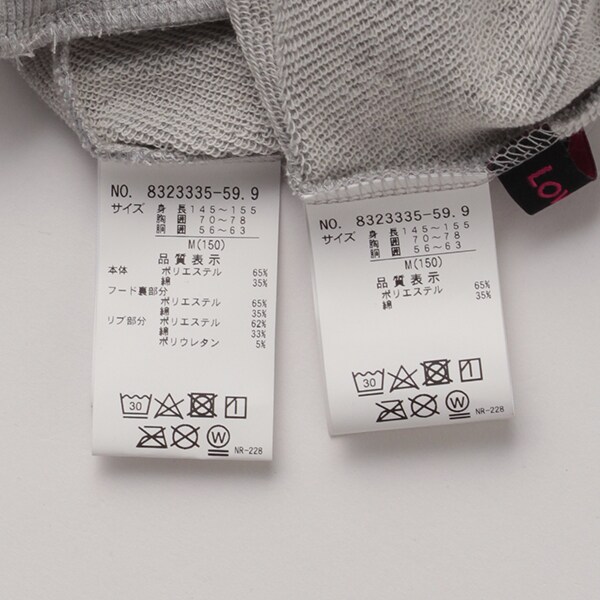 NO. 8323335-59.9
サイズ 身 長 145～155
胸 囲 70～78
胴 囲 56～63
M(150)
品質表示
本体 ポリエステル 65%
綿 35%
フード裏部分
ポリエステル 65%
綿 35%
リブ部分 ポリエステル 62%
綿 33%
ポリウレタン 5%
30
W
NR-228
NO. 8323335-59.9
サイズ 身 長 145～155
胸 囲 70～78
胴 囲 56～63
M(150)
品質表示
ポリエステル 65%
綿 35%
30
W
NR-228